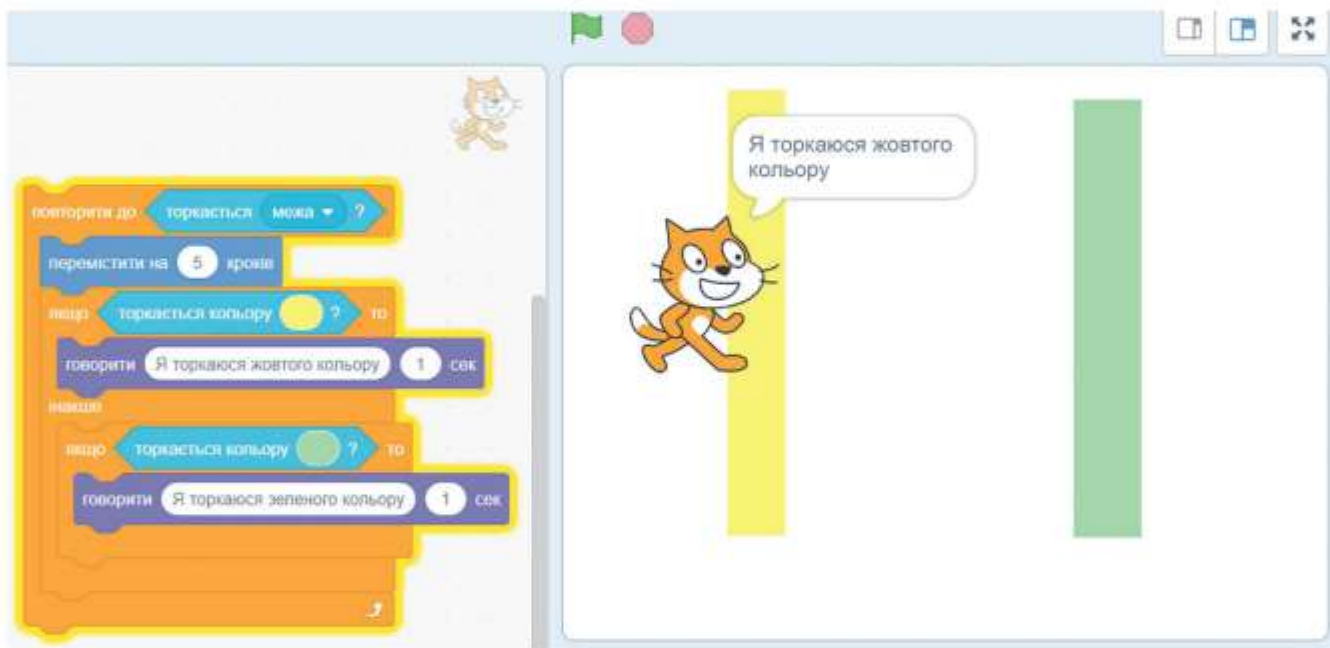 повторити до торкається межа ?
перемістити на 5 кроків
якщо торкається кольору ? то
говорити Я торкаюся жовтого кольору 1 сек
інакше
якщо торкається кольору ? то
говорити Я торкаюся зеленого кольору 1 сек
Я торкаюся жовтого
кольору